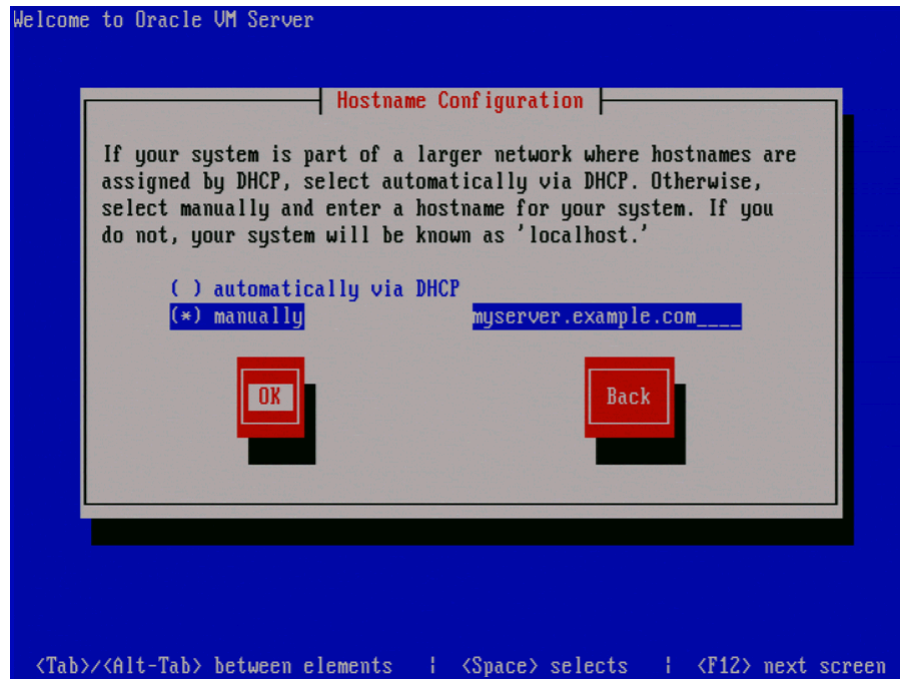 Welcome to Oracle VM Server
Hostname Configuration
If your system is part of a larger network where hostnames are
assigned by DHCP, select automatically via DHCP. Otherwise,
select manually and enter a hostname for your system. If you
do not, your system will be known as 'localhost.'
( ) automatically via DHCP
(*) manually myserver.example.com____
OK Back
<Tab>/<Alt-Tab> between elements ¦ <Space> selects ¦ <F12> next screen